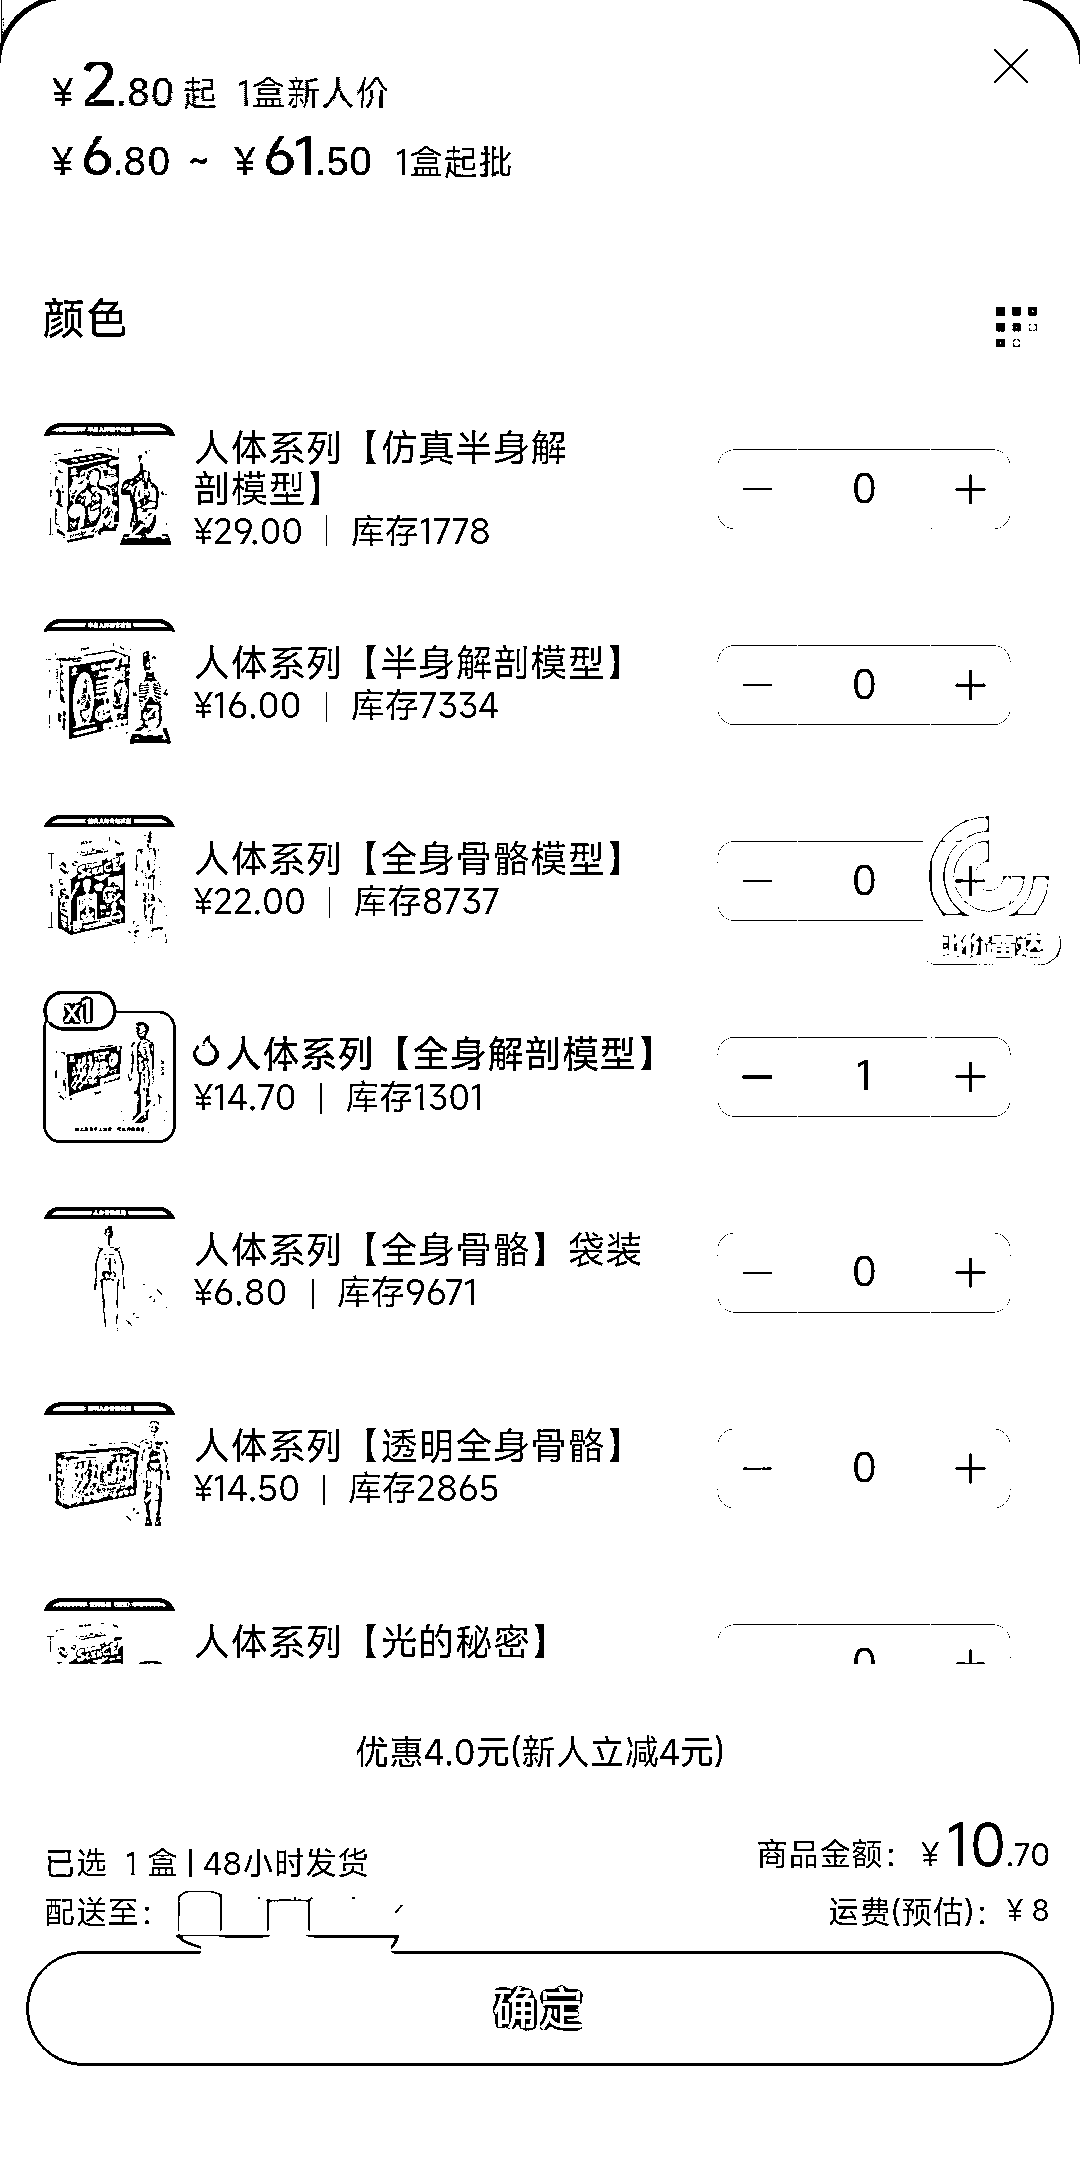 ¥2.80 起 1盒新人价
¥6.80 ~ ¥61.50 1盒起批
颜色
人体系列【仿真半身解
剖模型】
¥29.00 | 库存1778
0
人体系列【半身解剖模型】
¥16.00 | 库存7334
0
人体系列【全身骨骼模型】
¥22.00 | 库存8737
0
比价雷达
x1
人体系列【全身解剖模型】
¥14.70 | 库存1301
1
人体系列【全身骨骼】袋装
¥6.80 | 库存9671
0
人体系列【透明全身骨骼】
¥14.50 | 库存2865
0
人体系列【光的秘密】
0
优惠4.0元(新人立减4元)
已选 1 盒 | 48小时发货
商品金额：¥10.70
配送至：
运费(预估)：¥8
确定